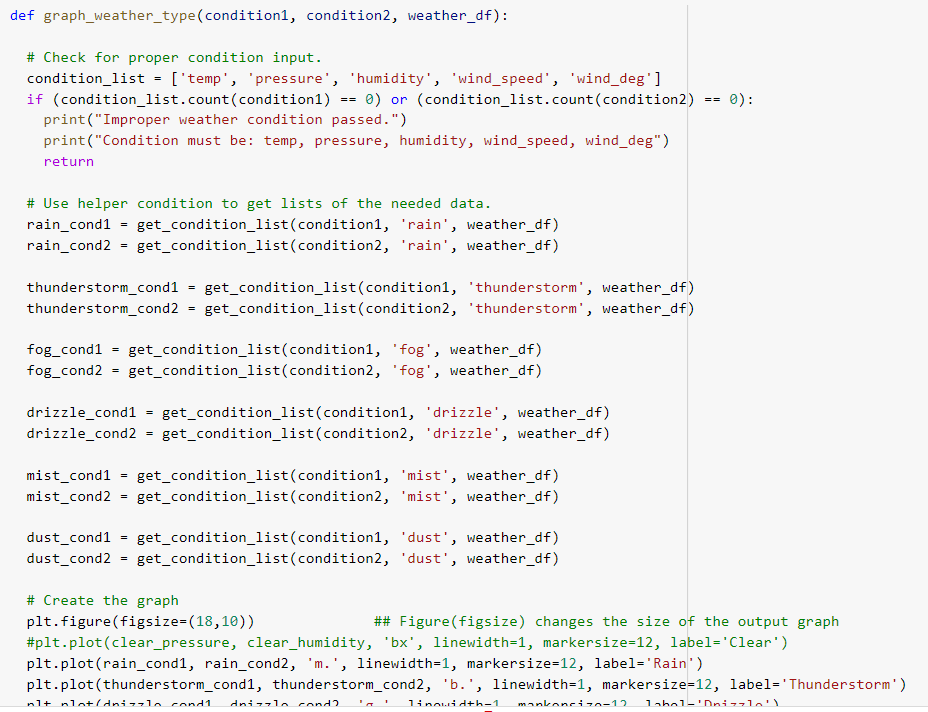 def graph_weather_type(condition1, condition2, weather_df):
# Check for proper condition input.
condition_list = ['temp', 'pressure', 'humidity', 'wind_speed', 'wind_deg']
if (condition_list.count(condition1) == 0) or (condition_list.count(condition2) == 0):
print("Improper weather condition passed.")
print("Condition must be: temp, pressure, humidity, wind_speed, wind_deg")
return
# Use helper condition to get lists of the needed data.
rain_cond1 = get_condition_list(condition1, 'rain', weather_df)
rain_cond2 = get_condition_list(condition2, 'rain', weather_df)
thunderstorm_cond1 = get_condition_list(condition1, 'thunderstorm', weather_df)
thunderstorm_cond2 = get_condition_list(condition2, 'thunderstorm', weather_df)
fog_cond1 = get_condition_list(condition1, 'fog', weather_df)
fog_cond2 = get_condition_list(condition2, 'fog', weather_df)
drizzle_cond1 = get_condition_list(condition1, 'drizzle', weather_df)
drizzle_cond2 = get_condition_list(condition2, 'drizzle', weather_df)
mist_cond1 = get_condition_list(condition1, 'mist', weather_df)
mist_cond2 = get_condition_list(condition2, 'mist', weather_df)
dust_cond1 = get_condition_list(condition1, 'dust', weather_df)
dust_cond2 = get_condition_list(condition2, 'dust', weather_df)
# Create the graph
plt.figure(figsize=(18,10)) ## Figure(figsize) changes the size of the output graph
#plt.plot(clear_pressure, clear_humidity, 'bx', linewidth=1, markersize=12, label='Clear')
plt.plot(rain_cond1, rain_cond2, 'm.', linewidth=1, markersize=12, label='Rain')
plt.plot(thunderstorm_cond1, thunderstorm_cond2, 'b.', linewidth=1, markersize=12, label='Thunderstorm')
plt.plot(drizzle_cond1, drizzle_cond2, 'g.', linewidth=1, markersize=12, label='Drizzle')